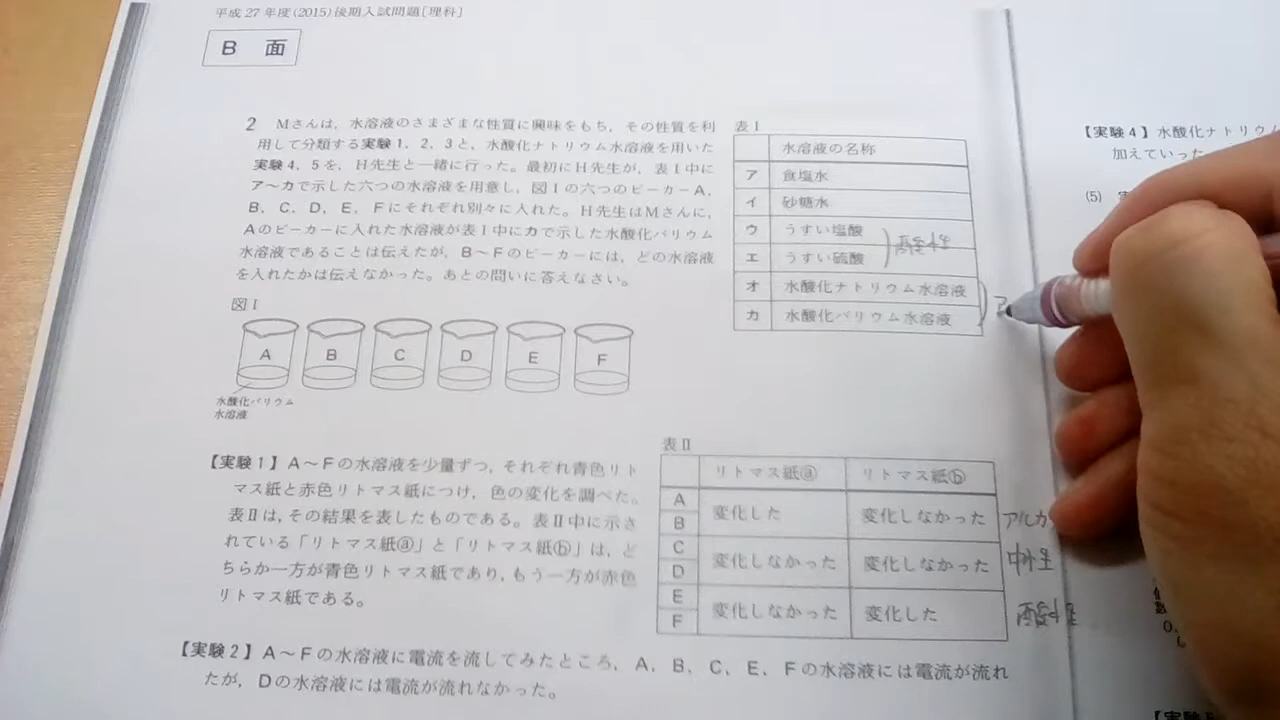 平成27年度(2015)後期入試問題[理科]
B 面
2 Mさんは、水溶液のさまざまな性質に興味をもち、その性質を利
用して分類する実験1、2、3と、水酸化ナトリウム水溶液を用いた
実験4、5を、H先生と一緒に行った。最初にH先生が、表I中に
ア〜カで示した六つの水溶液を用意し、図Iの六つのビーカーA、
B、C、D、E、Fにそれぞれ別々に入れた。H先生はMさんに、
Aのビーカーに入れた水溶液が表I中にカで示した水酸化バリウム
水溶液であることは伝えたが、B〜Fのビーカーには、どの水溶液
を入れたかは伝えなかった。あとの問いに答えなさい。
表I
水溶液の名称
ア 食塩水
イ 砂糖水
ウ うすい塩酸
エ うすい硫酸
酸性
オ 水酸化ナトリウム水溶液
カ 水酸化バリウム水溶液
ア
図I
A B C D E F
水酸化バリウム
水溶液
【実験1】A〜Fの水溶液を少量ずつ、それぞれ青色リト
マス紙と赤色リトマス紙につけ、色の変化を調べた。
表IIは、その結果を表したものである。表II中に示さ
れている「リトマス紙ⓐ」と「リトマス紙ⓑ」は、ど
ちらか一方が青色リトマス紙であり、もう一方が赤色
リトマス紙である。
表II
リトマス紙ⓐ リトマス紙ⓑ
A
B
変化した 変化しなかった アルカ
C
D
変化しなかった 変化しなかった 中性
E
F
変化しなかった 変化した 酸性
【実験2】A〜Fの水溶液に電流を流してみたところ、A、B、C、E、Fの水溶液には電流が流れ
たが、Dの水溶液には電流が流れなかった。
【実験4】水酸化ナトリウ
加えていった
(5)
数
0.